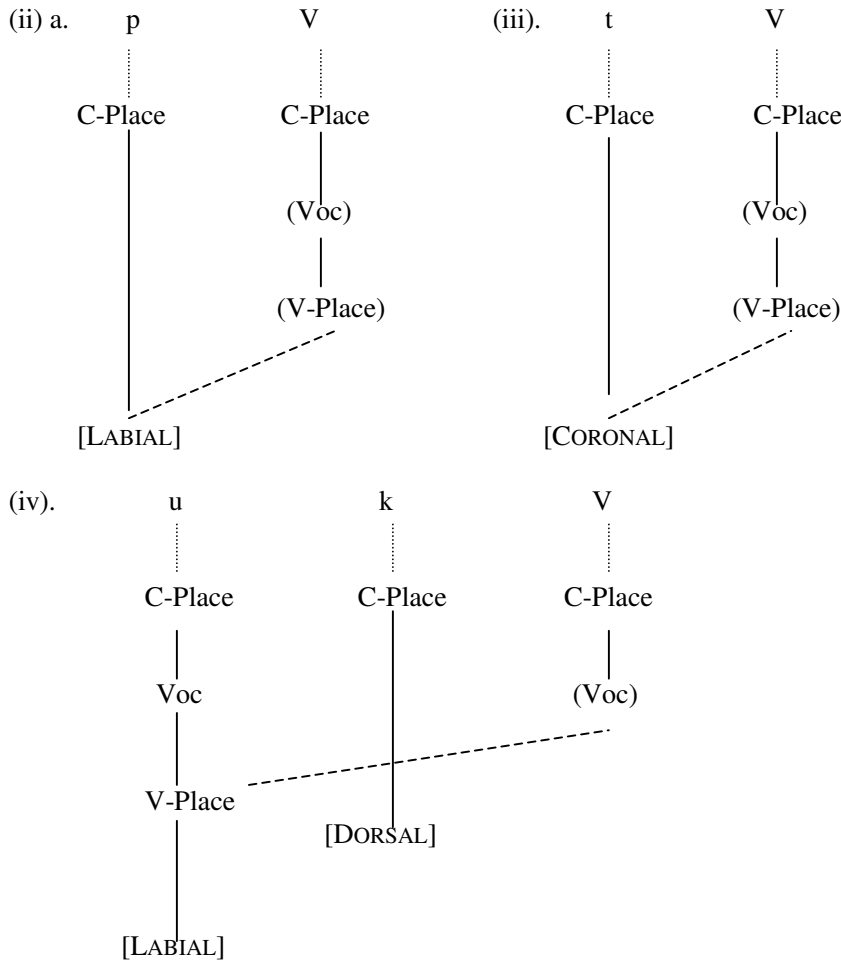 (ii) a. p V (iii). t V
C-Place C-Place C-Place C-Place
(Voc) (Voc)
(V-Place) (V-Place)
[LABIAL] [CORONAL]
(iv). u k V
C-Place C-Place C-Place
Voc (Voc)
V-Place
[DORSAL]
[LABIAL]